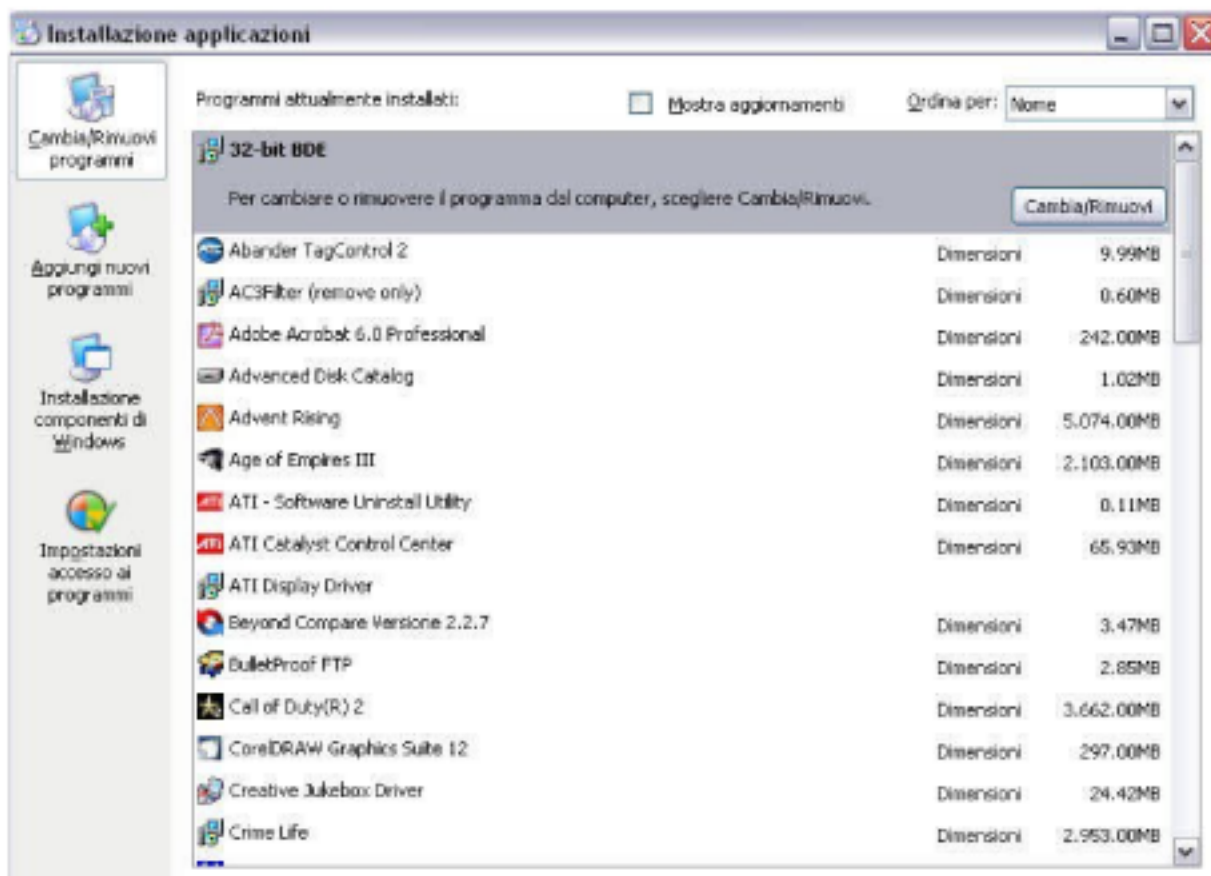 Installazione applicazioni
Cambia/Rimuovi
programmi
Aggiungi nuovi
programmi
Installazione
componenti di
Windows
Impostazioni
accesso ai
programmi
Programmi attualmente installati: Mostra aggiornamenti Ordina per: Nome
32-bit BDE
Per cambiare o rimuovere il programma dal computer, scegliere Cambia/Rimuovi. Cambia/Rimuovi
Abander TagControl 2 Dimensioni 9.99MB
AC3Filter (remove only) Dimensioni 0.60MB
Adobe Acrobat 6.0 Professional Dimensioni 242.00MB
Advanced Disk Catalog Dimensioni 1.02MB
Advent Rising Dimensioni 5.074.00MB
Age of Empires III Dimensioni 2.103.00MB
ATI - Software Uninstall Utility Dimensioni 0.11MB
ATI Catalyst Control Center Dimensioni 65.93MB
ATI Display Driver
Beyond Compare Versione 2.2.7 Dimensioni 3.47MB
BulletProof FTP Dimensioni 2.85MB
Call of Duty(R) 2 Dimensioni 3.662.00MB
CorelDRAW Graphics Suite 12 Dimensioni 297.00MB
Creative Jukebox Driver Dimensioni 24.42MB
Crime Life Dimensioni 2.953.00MB